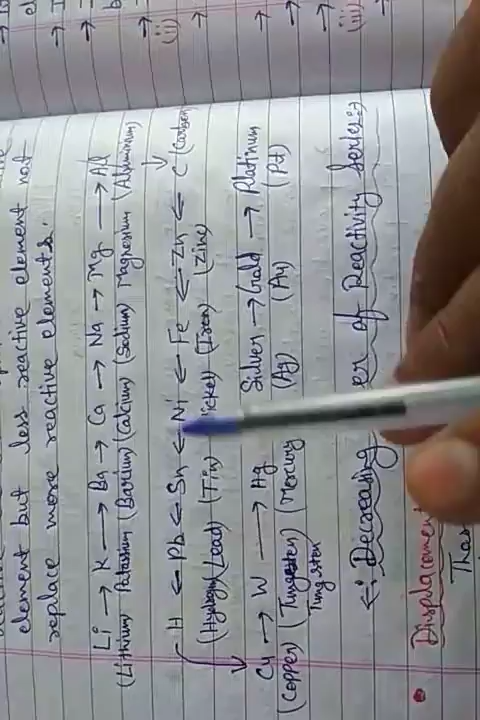 element but less reactive element not
replace more reactive elements.
Li → K → Ba → Ca → Na → Mg → Al
(Lithium) Potassium (Barium) (Calcium) (Sodium) Magnesium (Aluminium)
H ← Pb ← Sn ← Ni ← Fe ← Zn ← C (Carbon)
(Hydrogen) (Lead) (Tin) (Iron) (Zinc)
Cu → W → Hg Silver → Gold → Platinum
(Copper) (Tungsten) (Mercury (Ag) (Au) (Pt)
Tungsten
<: Decreasing of Reactivity Series:>
• Displacement